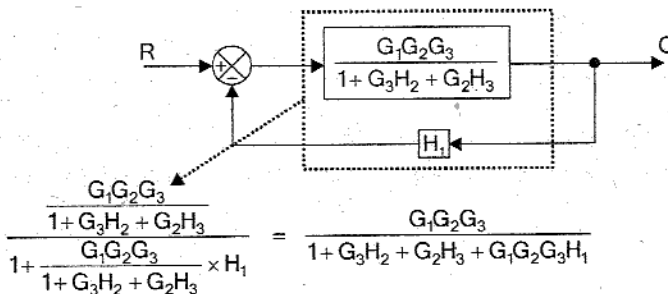 R
+
−
G₁G₂G₃
1 + G₃H₂ + G₂H₃
C
H₁
G₁G₂G₃
1 + G₃H₂ + G₂H₃
1 + G₁G₂G₃ / 1 + G₃H₂ + G₂H₃ × H₁
=
G₁G₂G₃
1 + G₃H₂ + G₂H₃ + G₁G₂G₃H₁